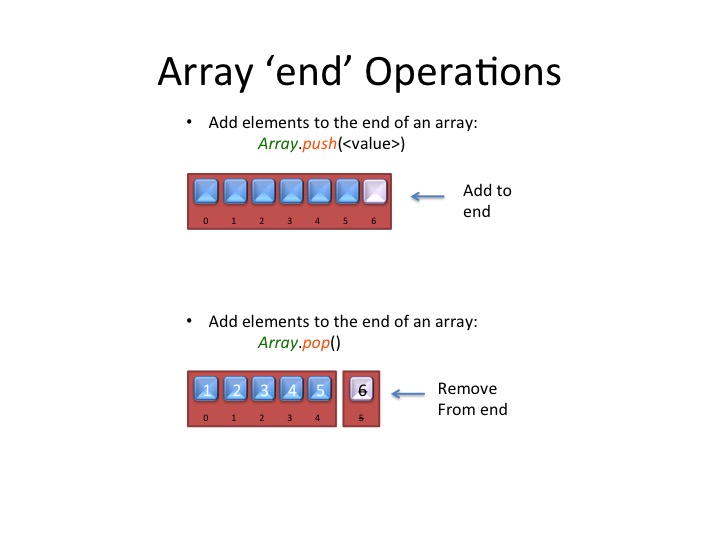 Array ‘end’ Operations
• Add elements to the end of an array:
Array.push(<value>)
0 1 2 3 4 5 6
Add to
end
• Add elements to the end of an array:
Array.pop()
1 2 3 4 5 6
0 1 2 3 4 5
Remove
From end